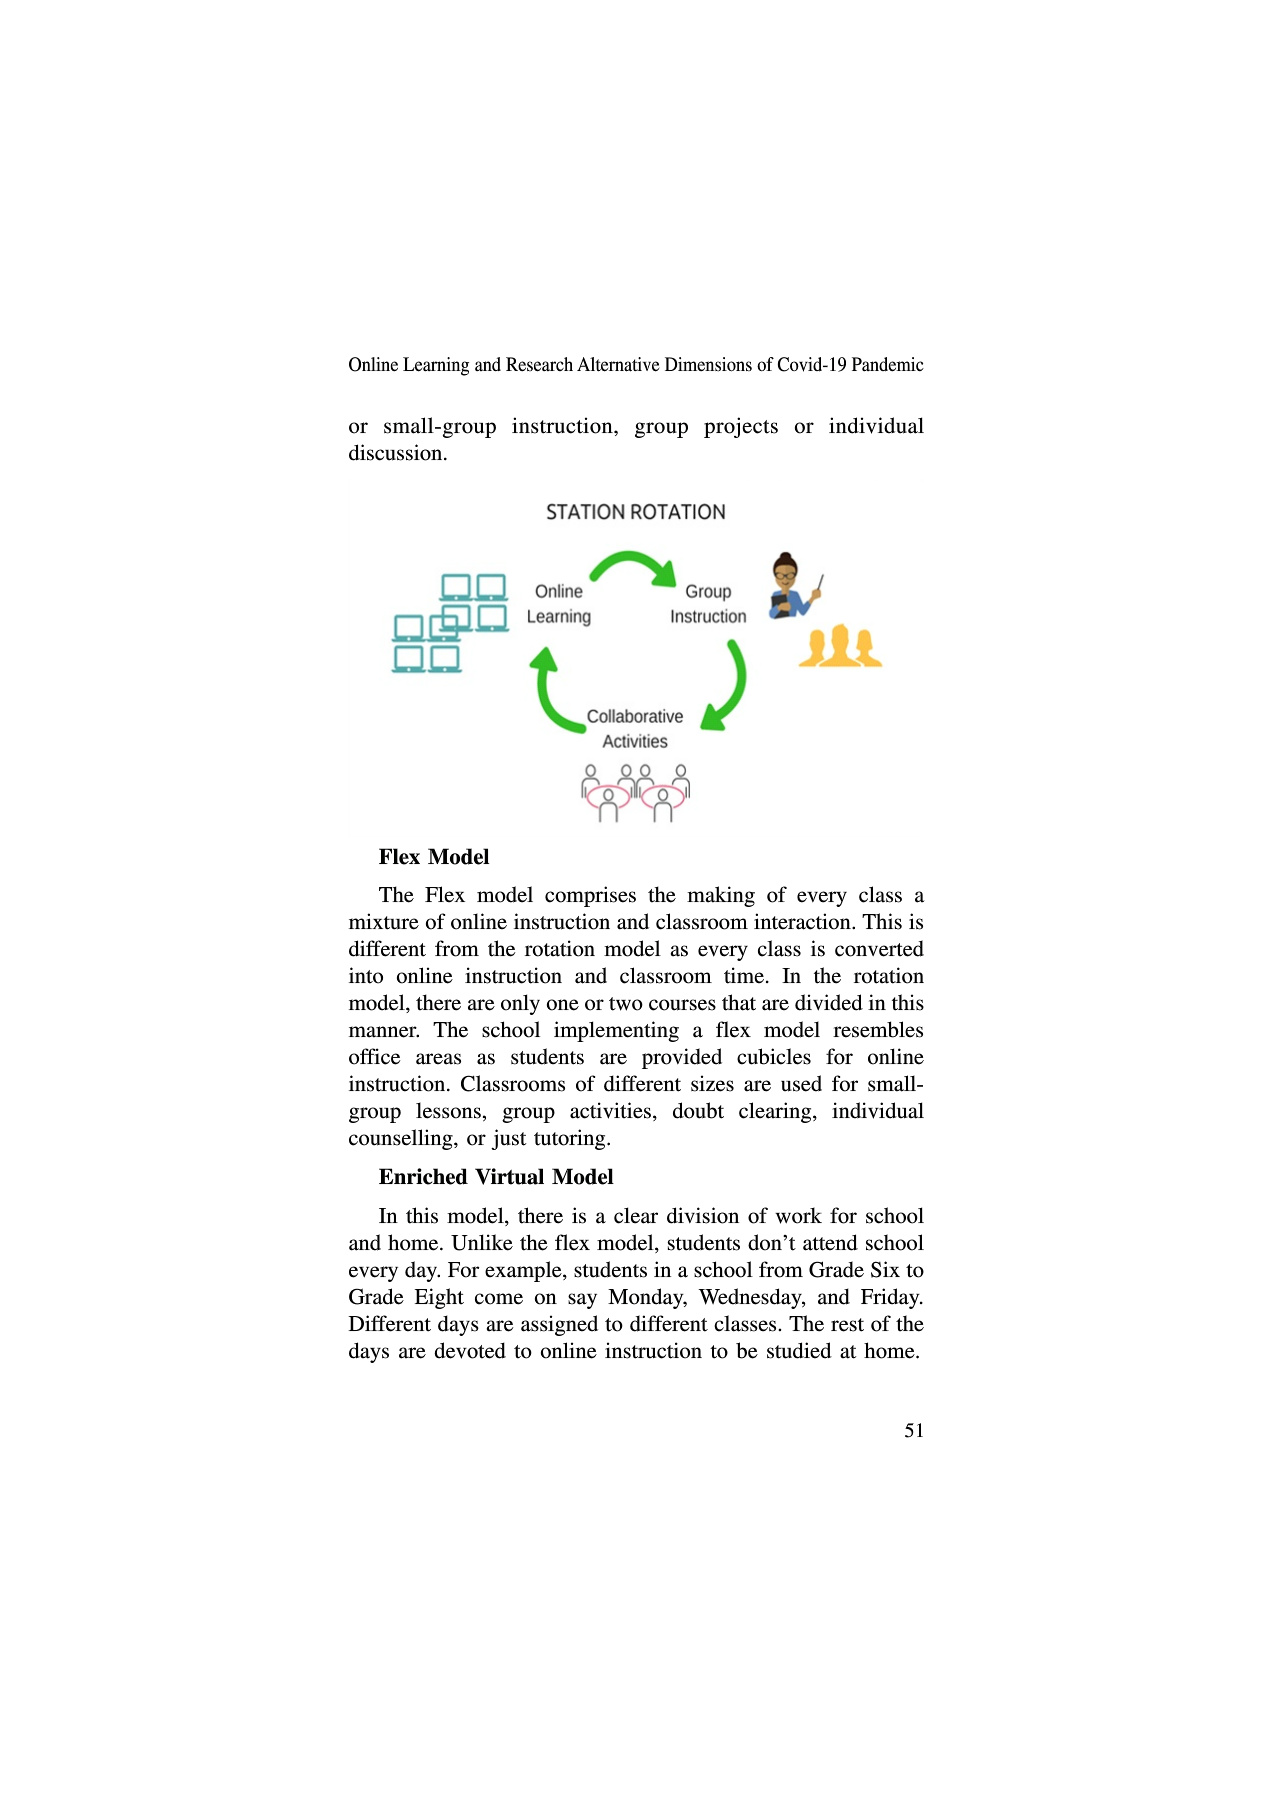 Online Learning and Research Alternative Dimensions of Covid-19 Pandemic
or small-group instruction, group projects or individual
discussion.
STATION ROTATION
Online
Learning
Group
Instruction
Collaborative
Activities
Flex Model
The Flex model comprises the making of every class a
mixture of online instruction and classroom interaction. This is
different from the rotation model as every class is converted
into online instruction and classroom time. In the rotation
model, there are only one or two courses that are divided in this
manner. The school implementing a flex model resembles
office areas as students are provided cubicles for online
instruction. Classrooms of different sizes are used for small-
group lessons, group activities, doubt clearing, individual
counselling, or just tutoring.
Enriched Virtual Model
In this model, there is a clear division of work for school
and home. Unlike the flex model, students don’t attend school
every day. For example, students in a school from Grade Six to
Grade Eight come on say Monday, Wednesday, and Friday.
Different days are assigned to different classes. The rest of the
days are devoted to online instruction to be studied at home.
51